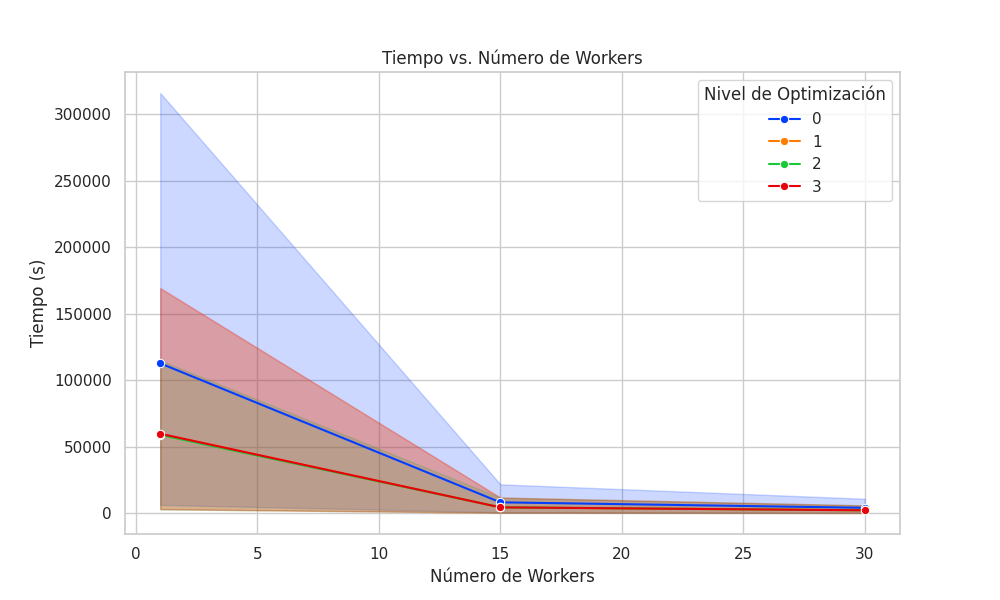 Tiempo vs. Número de Workers
Nivel de Optimización
0
1
2
3
Tiempo (s)
300000
250000
200000
150000
100000
50000
0
0 5 10 15 20 25 30
Número de Workers